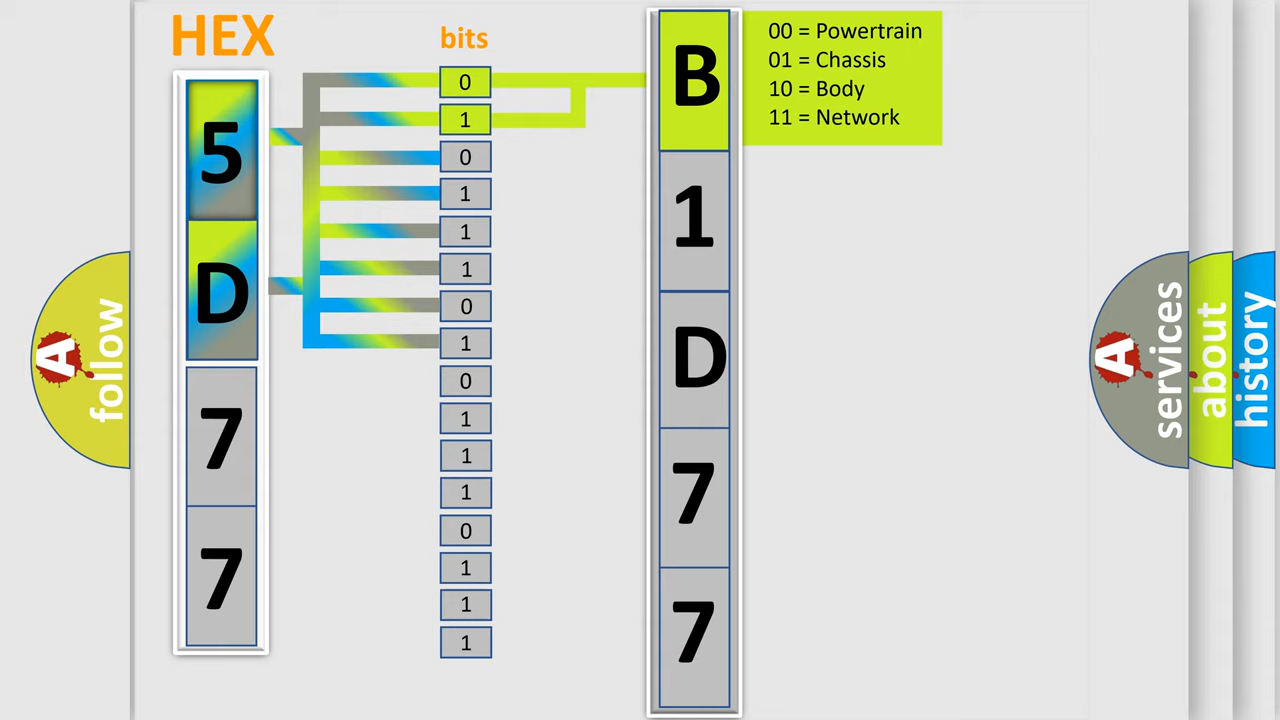 HEX
bits
5
D
7
7
0
1
0
1
1
1
0
1
0
1
1
1
0
1
1
1
B
1
D
7
7
00 = Powertrain
01 = Chassis
10 = Body
11 = Network
A
follow
A
services
about
history